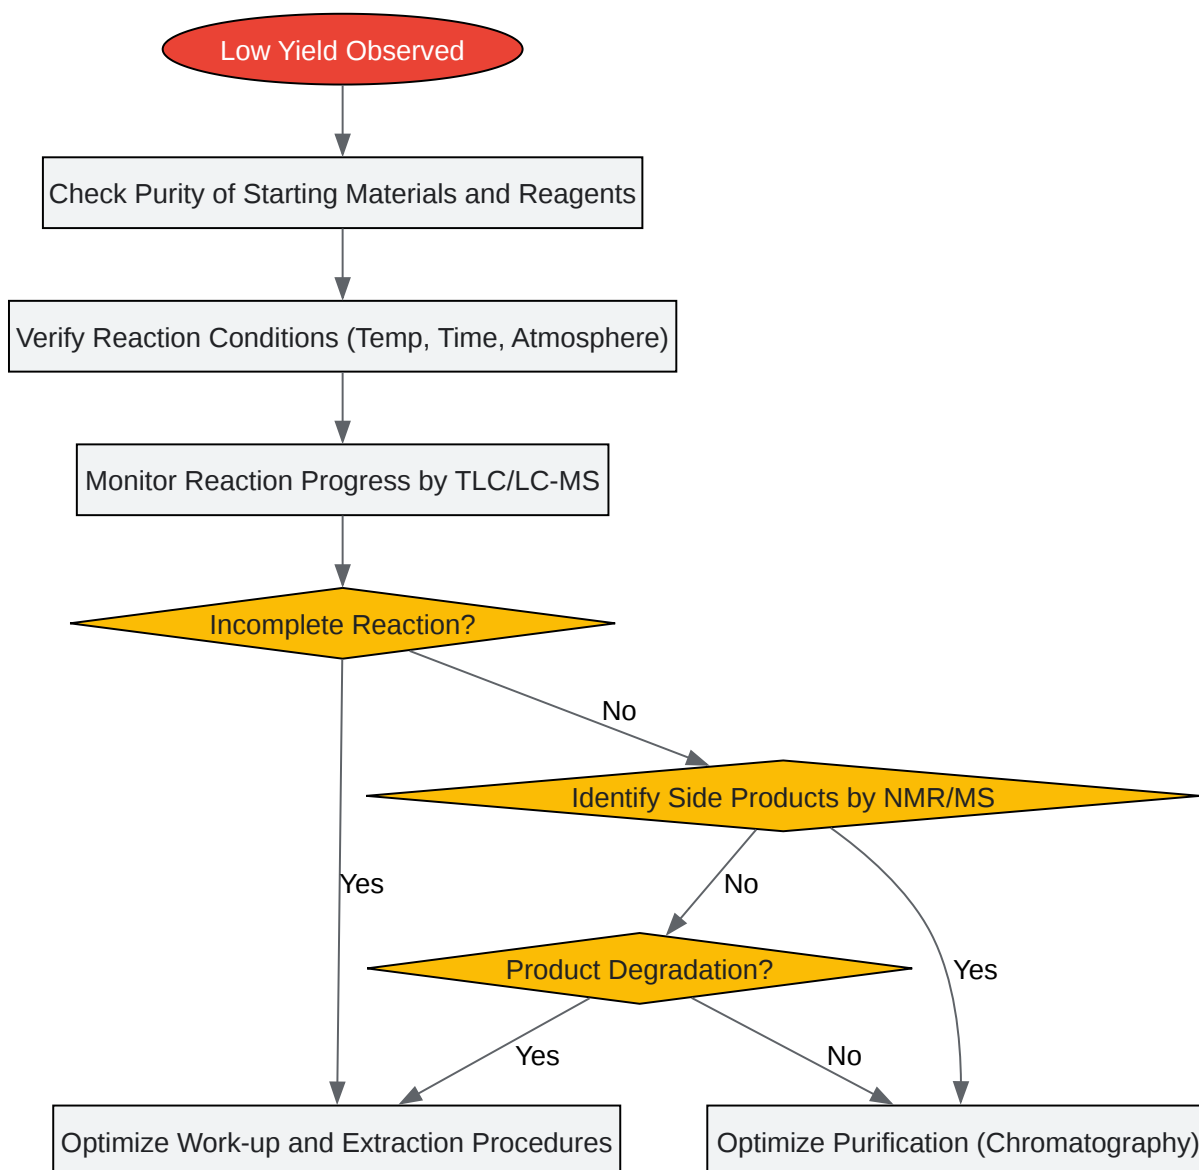 Low Yield Observed
Check Purity of Starting Materials and Reagents
Verify Reaction Conditions (Temp, Time, Atmosphere)
Monitor Reaction Progress by TLC/LC-MS
Incomplete Reaction?
No
Identify Side Products by NMR/MS
Yes
No
Product Degradation?
Yes
Yes
No
Optimize Work-up and Extraction Procedures
Optimize Purification (Chromatography)